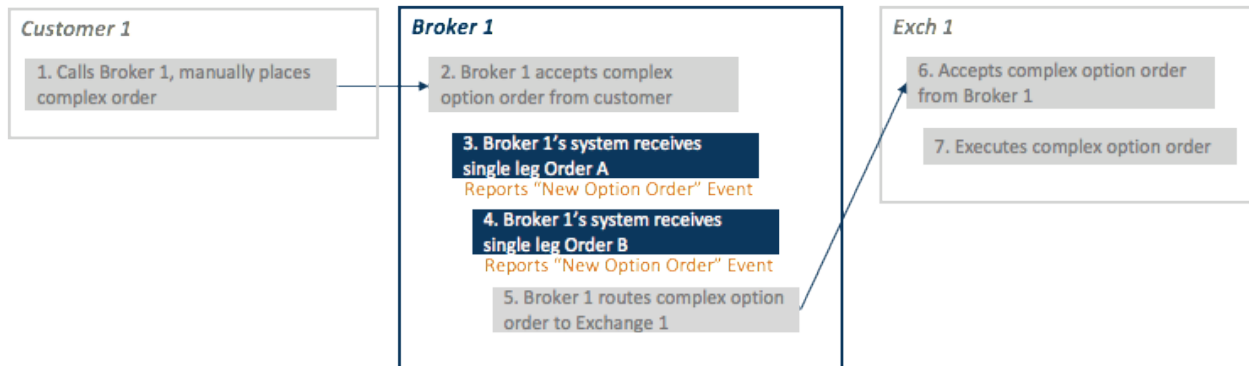 Customer 1
1. Calls Broker 1, manually places
complex order
Broker 1
2. Broker 1 accepts complex
option order from customer
3. Broker 1's system receives
single leg Order A
Reports "New Option Order" Event
4. Broker 1's system receives
single leg Order B
Reports "New Option Order" Event
5. Broker 1 routes complex option
order to Exchange 1
Exch 1
6. Accepts complex option order
from Broker 1
7. Executes complex option order